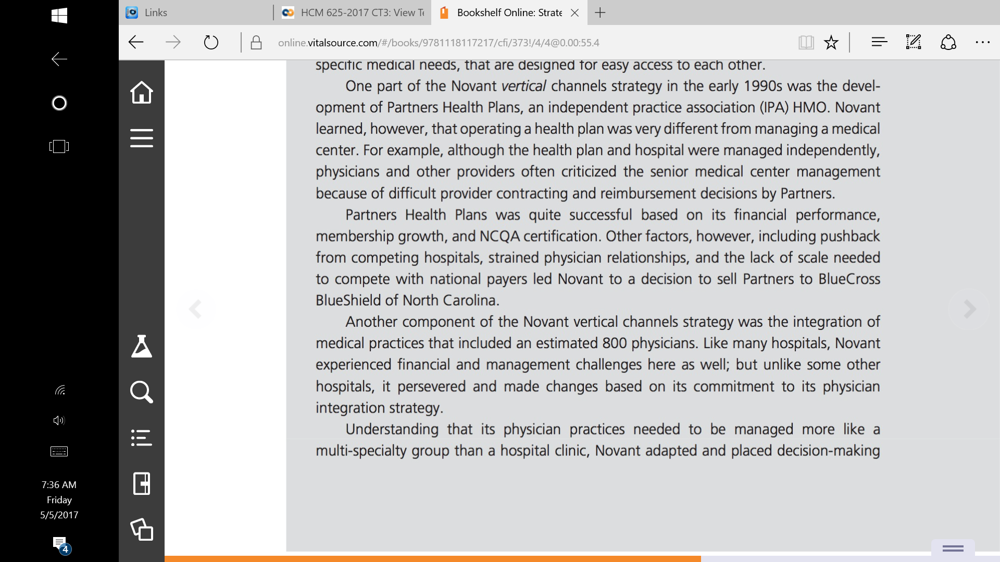 Links
HCM 625-2017 CT3: View Te
Bookshelf Online: Strate
online.vitalsource.com/#/books/9781118117217/cfi/373!/4/4@0.00:55.4
specific medical needs, that are designed for easy access to each other.
One part of the Novant vertical channels strategy in the early 1990s was the devel-
opment of Partners Health Plans, an independent practice association (IPA) HMO. Novant
learned, however, that operating a health plan was very different from managing a medical
center. For example, although the health plan and hospital were managed independently,
physicians and other providers often criticized the senior medical center management
because of difficult provider contracting and reimbursement decisions by Partners.
Partners Health Plans was quite successful based on its financial performance,
membership growth, and NCQA certification. Other factors, however, including pushback
from competing hospitals, strained physician relationships, and the lack of scale needed
to compete with national payers led Novant to a decision to sell Partners to BlueCross
BlueShield of North Carolina.
Another component of the Novant vertical channels strategy was the integration of
medical practices that included an estimated 800 physicians. Like many hospitals, Novant
experienced financial and management challenges here as well; but unlike some other
hospitals, it persevered and made changes based on its commitment to its physician
integration strategy.
Understanding that its physician practices needed to be managed more like a
multi-specialty group than a hospital clinic, Novant adapted and placed decision-making
7:36 AM
Friday
5/5/2017
4